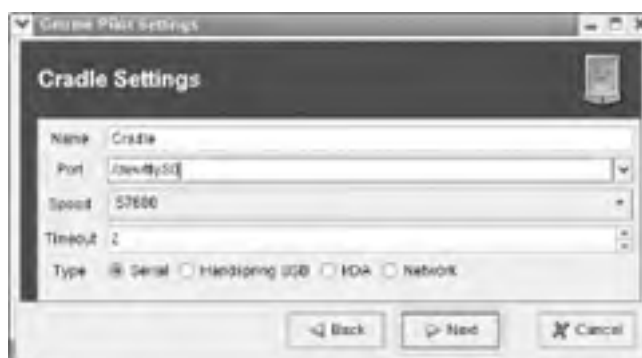 Gnome Pilot Settings
Cradle Settings
Name Cradle
Port /dev/ttyS0
Speed 57600
Timeout 2
Type Serial Handspring USB IrDA Network
Back Next Cancel